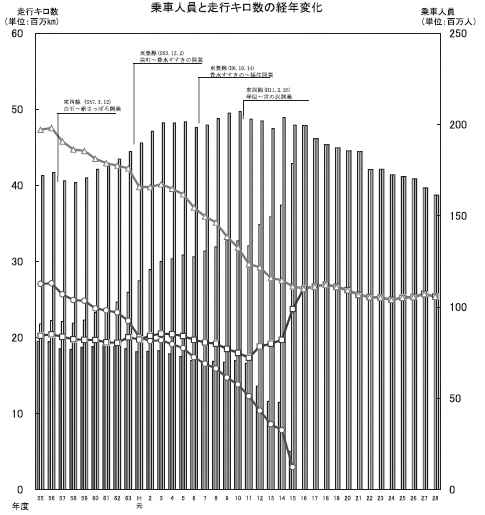 乗車人員と走行キロ数の経年変化
走行キロ数
(単位:百万km)
乗車人員
(単位:百万人)
60
50
40
30
20
10
0
250
200
150
100
50
0
東西線 (S57.3.12)
白石~新さっぽろ開業
東豊線 (S63.12.2)
栄町~豊水すすきの開業
東豊線 (H6.10.14)
豊水すすきの~福住開業
東西線 (H11.2.25)
琴似~宮の沢開業
年度
55 56 57 58 59 60 61 62 63 H元 2 3 4 5 6 7 8 9 10 11 12 13 14 15 16 17 18 19 20 21 22 23 24 25 26 27 28